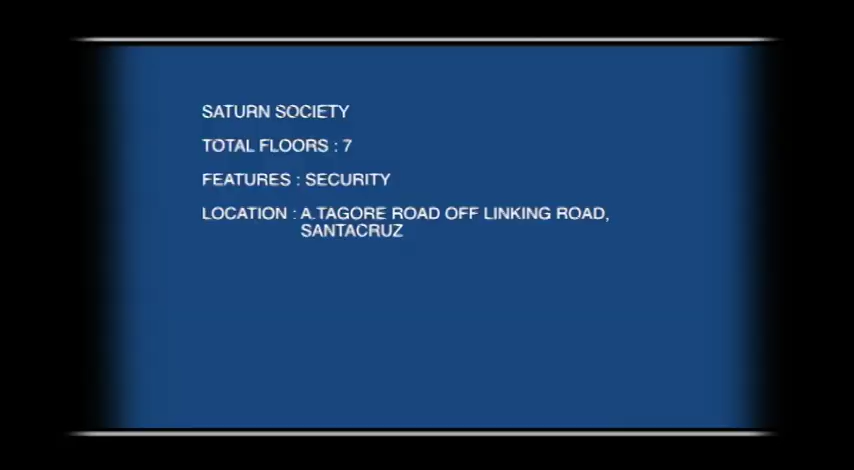 SATURN SOCIETY
TOTAL FLOORS : 7
FEATURES : SECURITY
LOCATION : A.TAGORE ROAD OFF LINKING ROAD,
SANTACRUZ